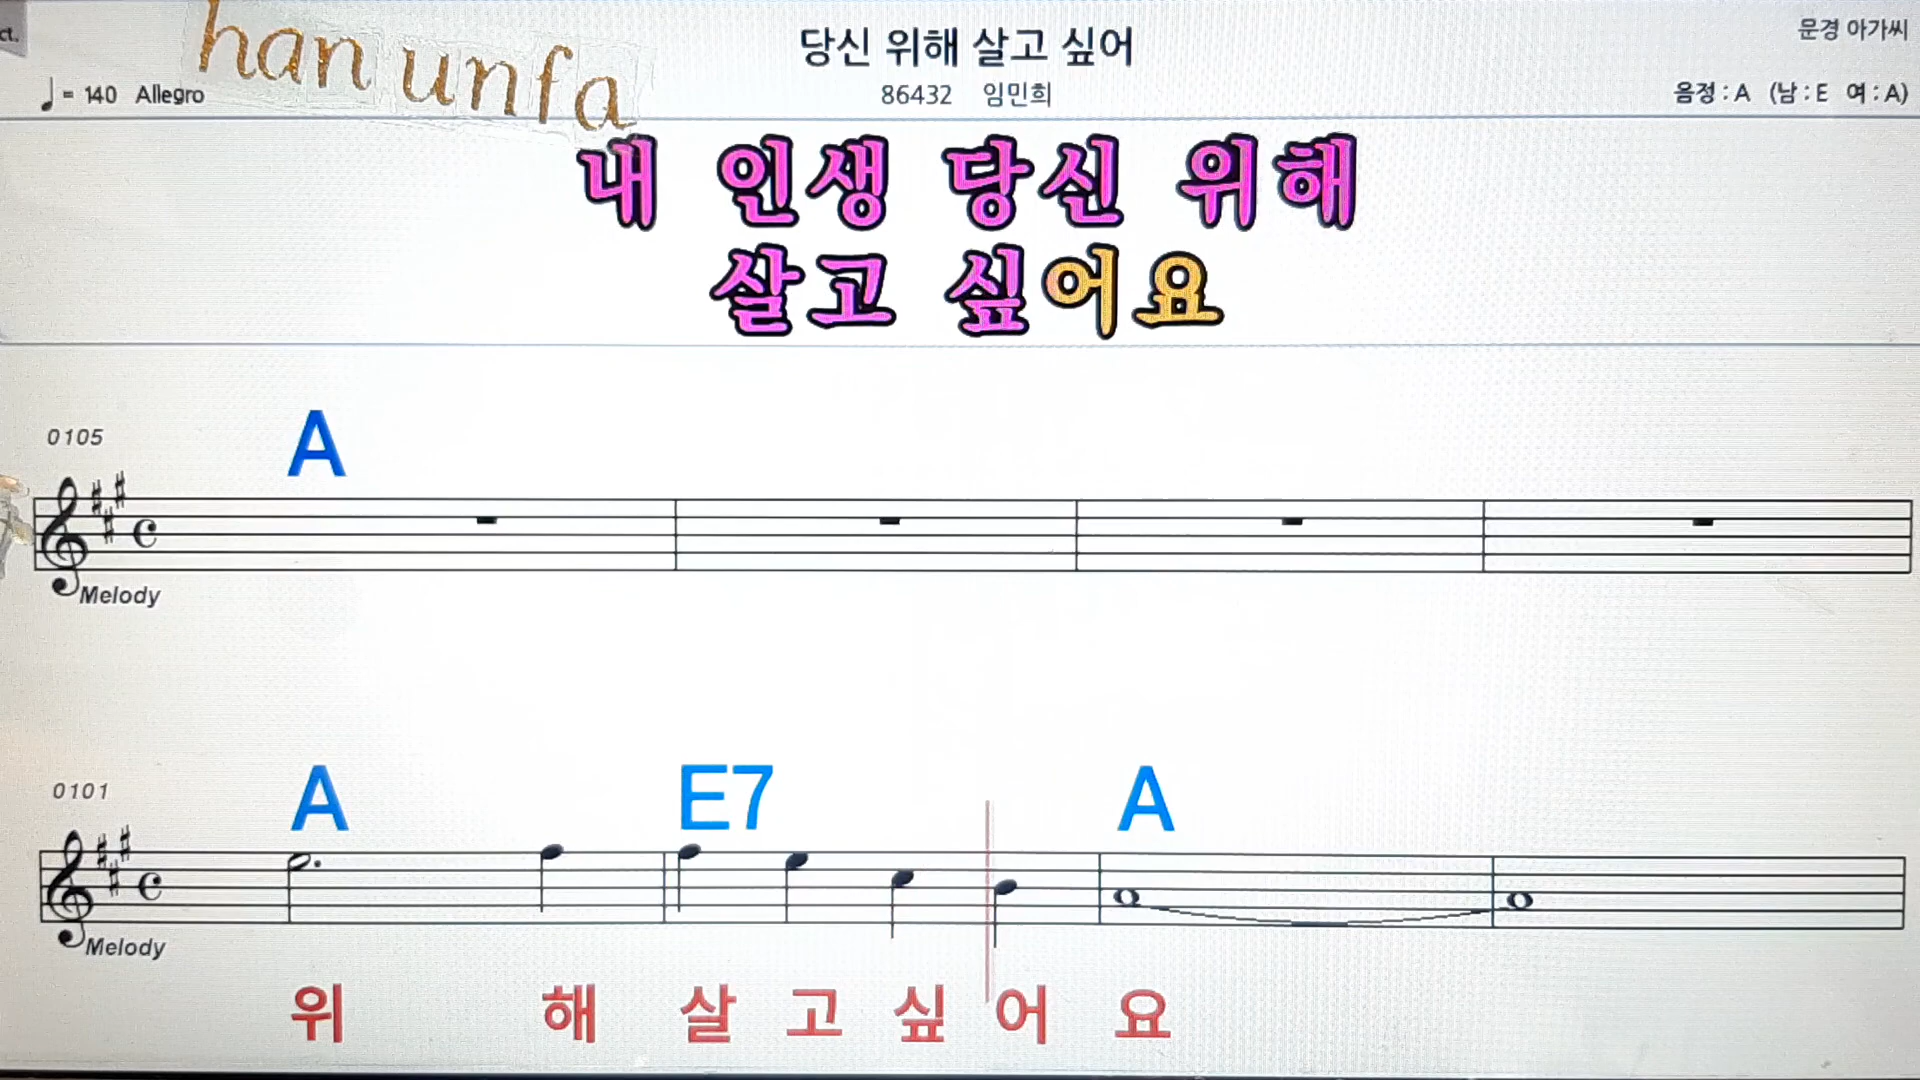 ct.
han unfa
당신 위해 살고 싶어
문경 아가씨
♩= 140 Allegro
86432 임민희
음정 : A (남 : E 여 : A)
내 인생 당신 위해
살고 싶어요
0105
A
Melody
0101
A E7 A
Melody
위 해 살 고 싶 어 요